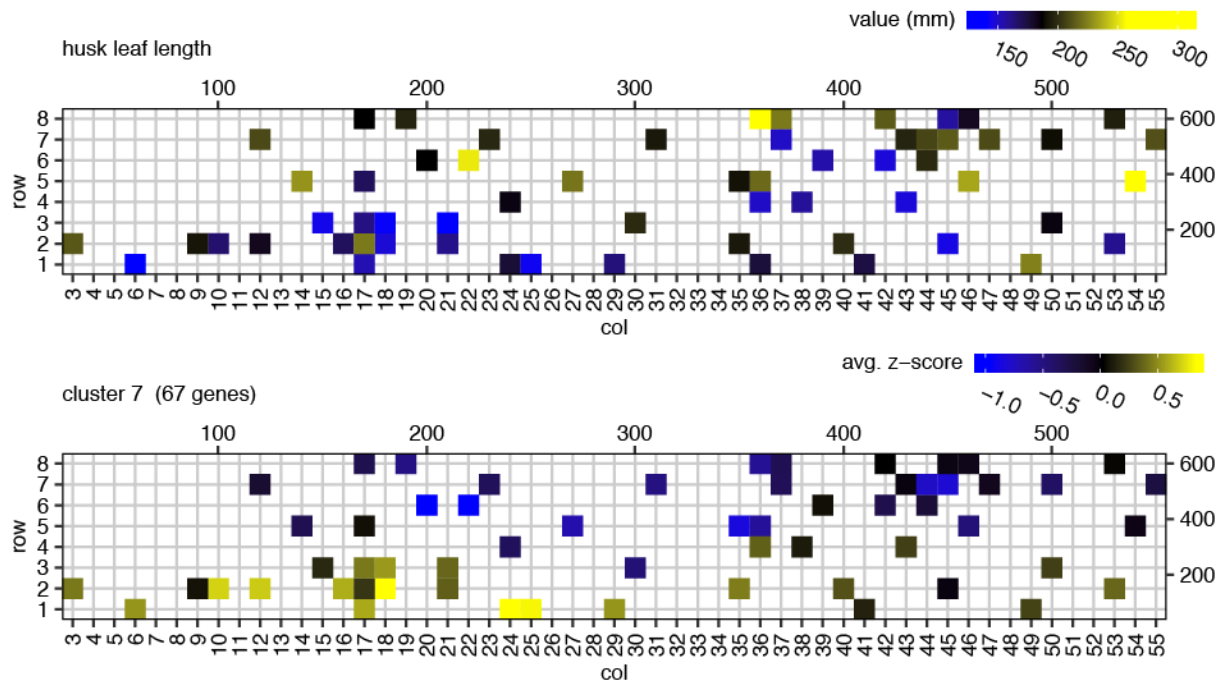 value (mm)
150 200 250 300
husk leaf length
100 200 300 400 500
8 600
7
6
5 400
4
3
2 200
1
row
3 4 5 6 7 8 9 10 11 12 13 14 15 16 17 18 19 20 21 22 23 24 25 26 27 28 29 30 31 32 33 34 35 36 37 38 39 40 41 42 43 44 45 46 47 48 49 50 51 52 53 54 55
col
avg. z−score
−1.0 −0.5 0.0 0.5
cluster 7 (67 genes)
100 200 300 400 500
8 600
7
6
5 400
4
3
2 200
1
row
3 4 5 6 7 8 9 10 11 12 13 14 15 16 17 18 19 20 21 22 23 24 25 26 27 28 29 30 31 32 33 34 35 36 37 38 39 40 41 42 43 44 45 46 47 48 49 50 51 52 53 54 55
col